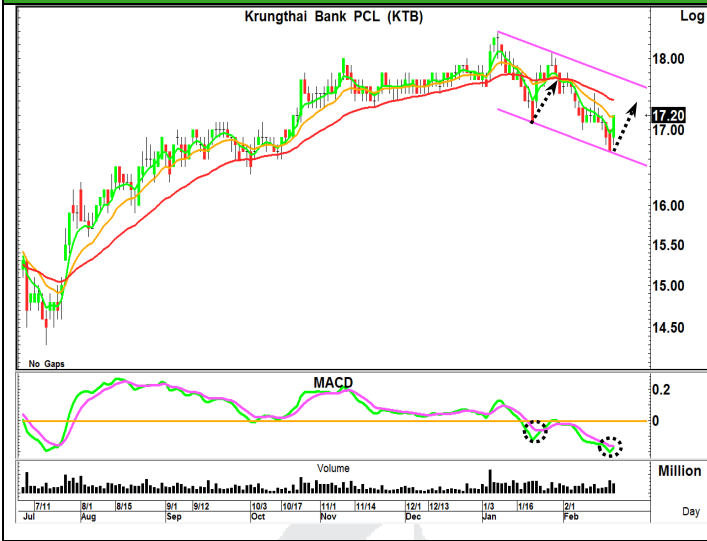 Krungthai Bank PCL (KTB)
Log
18.00
17.20
17.00
16.00
15.50
15.00
14.50
No Gaps
MACD
0.2
0
Volume
Million
7/11 8/1 8/15 9/1 9/12 10/3 10/17 11/1 11/14 12/1 12/13 1/3 1/16 2/1
Jul Aug Sep Oct Nov Dec Jan Feb
Day